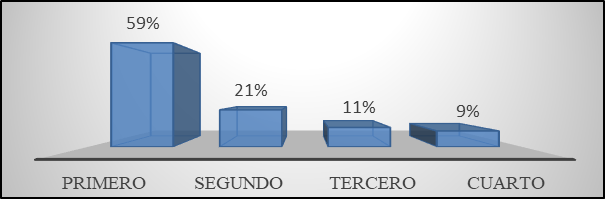 59%
21%
11%
9%
PRIMERO SEGUNDO TERCERO CUARTO